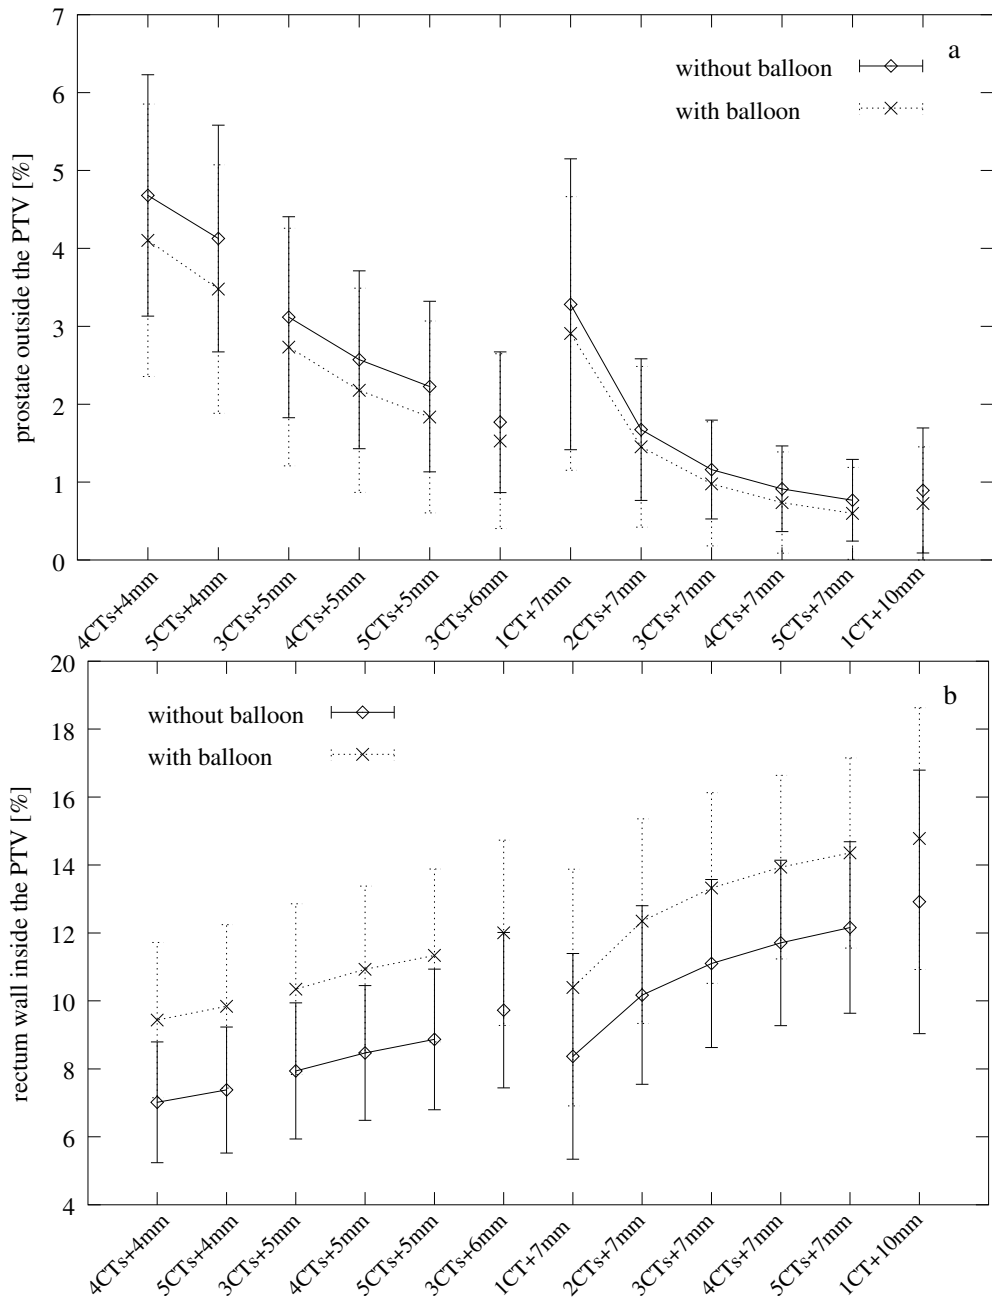 7
6
5
4
3
2
1
0
prostate outside the PTV [%]
a
without balloon
with balloon
4CTs+4mm
5CTs+4mm
3CTs+5mm
4CTs+5mm
5CTs+5mm
3CTs+6mm
1CT+7mm
2CTs+7mm
3CTs+7mm
4CTs+7mm
5CTs+7mm
1CT+10mm
20
18
16
14
12
10
8
6
4
rectum wall inside the PTV [%]
b
without balloon
with balloon
4CTs+4mm
5CTs+4mm
3CTs+5mm
4CTs+5mm
5CTs+5mm
3CTs+6mm
1CT+7mm
2CTs+7mm
3CTs+7mm
4CTs+7mm
5CTs+7mm
1CT+10mm